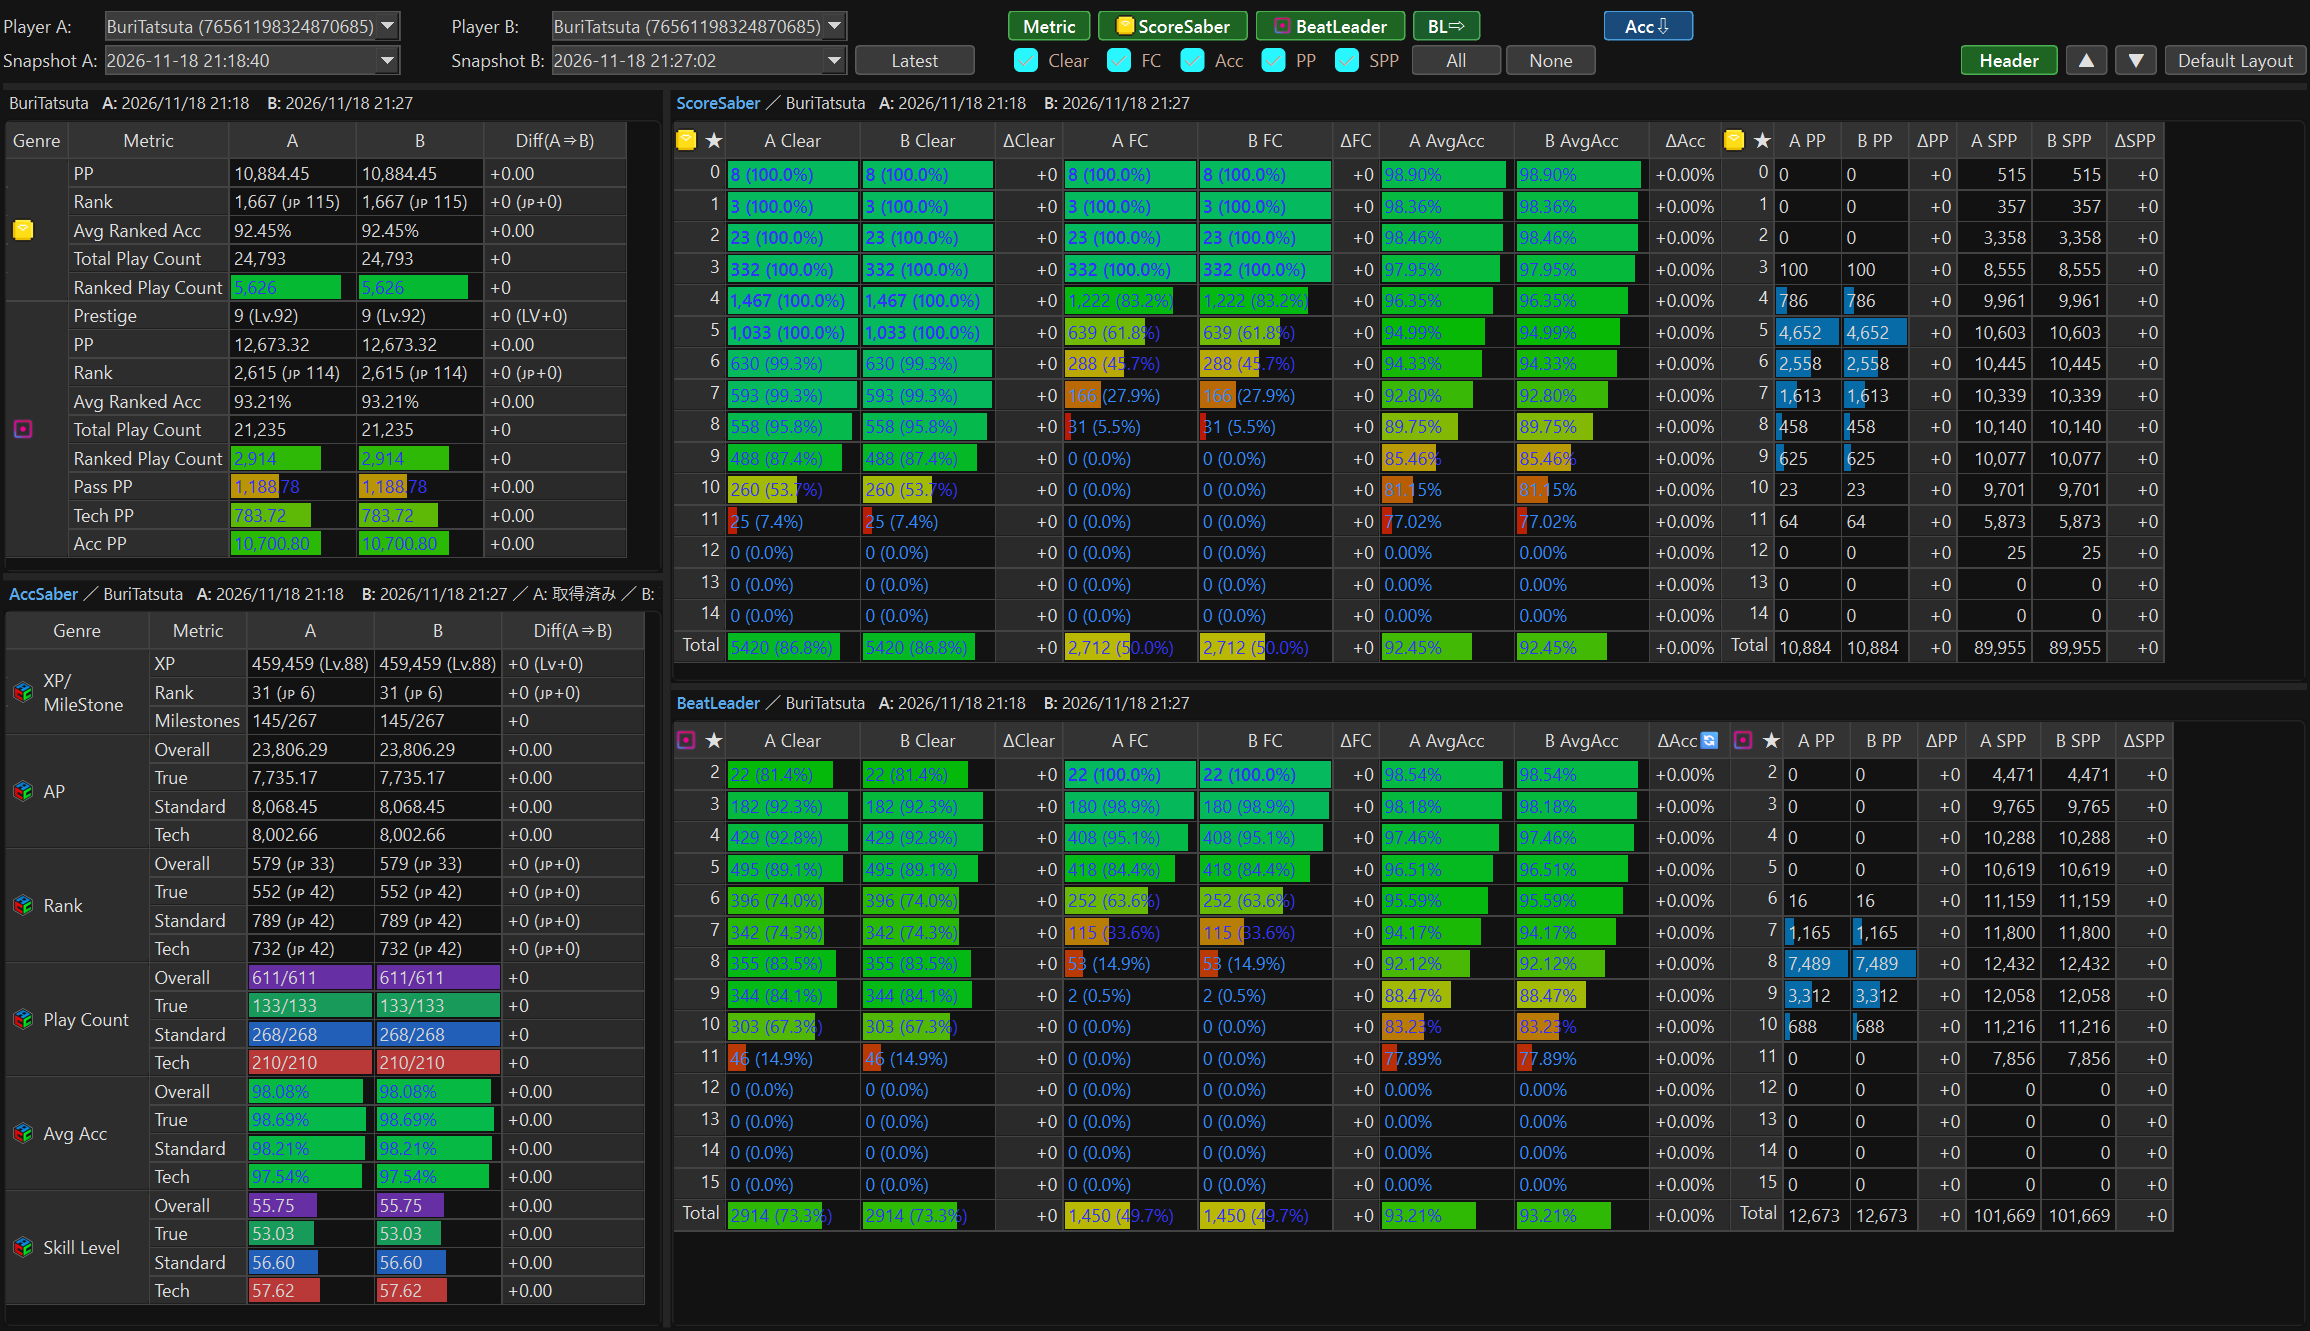 Player A: BuriTatsuta (76561198324870685) Player B: BuriTatsuta (76561198324870685) Metric ScoreSaber BeatLeader BL⇨ Acc⇩
Snapshot A: 2026-11-18 21:18:40 Snapshot B: 2026-11-18 21:27:02 Latest Clear FC Acc PP SPP All None Header ▲ ▼ Default Layout
BuriTatsuta A: 2026/11/18 21:18 B: 2026/11/18 21:27
Genre Metric A B Diff(A⇒B)
PP 10,884.45 10,884.45 +0.00
Rank 1,667 (JP 115) 1,667 (JP 115) +0 (JP+0)
Avg Ranked Acc 92.45% 92.45% +0.00
Total Play Count 24,793 24,793 +0
Ranked Play Count 5,626 5,626 +0
Prestige 9 (Lv.92) 9 (Lv.92) +0 (LV+0)
PP 12,673.32 12,673.32 +0.00
Rank 2,615 (JP 114) 2,615 (JP 114) +0 (JP+0)
Avg Ranked Acc 93.21% 93.21% +0.00
Total Play Count 21,235 21,235 +0
Ranked Play Count 2,914 2,914 +0
Pass PP 1,188.78 1,188.78 +0.00
Tech PP 783.72 783.72 +0.00
Acc PP 10,700.80 10,700.80 +0.00
AccSaber ／ BuriTatsuta A: 2026/11/18 21:18 B: 2026/11/18 21:27 ／ A: 取得済み ／ B:
Genre Metric A B Diff(A⇒B)
XP/
MileStone
XP 459,459 (Lv.88) 459,459 (Lv.88) +0 (Lv+0)
Rank 31 (JP 6) 31 (JP 6) +0 (JP+0)
Milestones 145/267 145/267 +0
AP
Overall 23,806.29 23,806.29 +0.00
True 7,735.17 7,735.17 +0.00
Standard 8,068.45 8,068.45 +0.00
Tech 8,002.66 8,002.66 +0.00
Rank
Overall 579 (JP 33) 579 (JP 33) +0 (JP+0)
True 552 (JP 42) 552 (JP 42) +0 (JP+0)
Standard 789 (JP 42) 789 (JP 42) +0 (JP+0)
Tech 732 (JP 42) 732 (JP 42) +0 (JP+0)
Play Count
Overall 611/611 611/611 +0
True 133/133 133/133 +0
Standard 268/268 268/268 +0
Tech 210/210 210/210 +0
Avg Acc
Overall 98.08% 98.08% +0.00
True 98.69% 98.69% +0.00
Standard 98.21% 98.21% +0.00
Tech 97.54% 97.54% +0.00
Skill Level
Overall 55.75 55.75 +0.00
True 53.03 53.03 +0.00
Standard 56.60 56.60 +0.00
Tech 57.62 57.62 +0.00
ScoreSaber ／ BuriTatsuta A: 2026/11/18 21:18 B: 2026/11/18 21:27
★ A Clear B Clear ΔClear A FC B FC ΔFC A AvgAcc B AvgAcc ΔAcc ★ A PP B PP ΔPP A SPP B SPP ΔSPP
0 8 (100.0%) 8 (100.0%) +0 8 (100.0%) 8 (100.0%) +0 98.90% 98.90% +0.00% 0 0 0 +0 515 515 +0
1 3 (100.0%) 3 (100.0%) +0 3 (100.0%) 3 (100.0%) +0 98.36% 98.36% +0.00% 1 0 0 +0 357 357 +0
2 23 (100.0%) 23 (100.0%) +0 23 (100.0%) 23 (100.0%) +0 98.46% 98.46% +0.00% 2 0 0 +0 3,358 3,358 +0
3 332 (100.0%) 332 (100.0%) +0 332 (100.0%) 332 (100.0%) +0 97.95% 97.95% +0.00% 3 100 100 +0 8,555 8,555 +0
4 1,467 (100.0%) 1,467 (100.0%) +0 1,222 (83.2%) 1,222 (83.2%) +0 96.35% 96.35% +0.00% 4 786 786 +0 9,961 9,961 +0
5 1,033 (100.0%) 1,033 (100.0%) +0 639 (61.8%) 639 (61.8%) +0 94.99% 94.99% +0.00% 5 4,652 4,652 +0 10,603 10,603 +0
6 630 (99.3%) 630 (99.3%) +0 288 (45.7%) 288 (45.7%) +0 94.33% 94.33% +0.00% 6 2,558 2,558 +0 10,445 10,445 +0
7 593 (99.3%) 593 (99.3%) +0 166 (27.9%) 166 (27.9%) +0 92.80% 92.80% +0.00% 7 1,613 1,613 +0 10,339 10,339 +0
8 558 (95.8%) 558 (95.8%) +0 31 (5.5%) 31 (5.5%) +0 89.75% 89.75% +0.00% 8 458 458 +0 10,140 10,140 +0
9 488 (87.4%) 488 (87.4%) +0 0 (0.0%) 0 (0.0%) +0 85.46% 85.46% +0.00% 9 625 625 +0 10,077 10,077 +0
10 260 (53.7%) 260 (53.7%) +0 0 (0.0%) 0 (0.0%) +0 81.15% 81.15% +0.00% 10 23 23 +0 9,701 9,701 +0
11 25 (7.4%) 25 (7.4%) +0 0 (0.0%) 0 (0.0%) +0 77.02% 77.02% +0.00% 11 64 64 +0 5,873 5,873 +0
12 0 (0.0%) 0 (0.0%) +0 0 (0.0%) 0 (0.0%) +0 0.00% 0.00% +0.00% 12 0 0 +0 25 25 +0
13 0 (0.0%) 0 (0.0%) +0 0 (0.0%) 0 (0.0%) +0 0.00% 0.00% +0.00% 13 0 0 +0 0 0 +0
14 0 (0.0%) 0 (0.0%) +0 0 (0.0%) 0 (0.0%) +0 0.00% 0.00% +0.00% 14 0 0 +0 0 0 +0
Total 5420 (86.8%) 5420 (86.8%) +0 2,712 (50.0%) 2,712 (50.0%) +0 92.45% 92.45% +0.00% Total 10,884 10,884 +0 89,955 89,955 +0
BeatLeader ／ BuriTatsuta A: 2026/11/18 21:18 B: 2026/11/18 21:27
★ A Clear B Clear ΔClear A FC B FC ΔFC A AvgAcc B AvgAcc ΔAcc ★ A PP B PP ΔPP A SPP B SPP ΔSPP
2 22 (81.4%) 22 (81.4%) +0 22 (100.0%) 22 (100.0%) +0 98.54% 98.54% +0.00% 2 0 0 +0 4,471 4,471 +0
3 182 (92.3%) 182 (92.3%) +0 180 (98.9%) 180 (98.9%) +0 98.18% 98.18% +0.00% 3 0 0 +0 9,765 9,765 +0
4 429 (92.8%) 429 (92.8%) +0 408 (95.1%) 408 (95.1%) +0 97.46% 97.46% +0.00% 4 0 0 +0 10,288 10,288 +0
5 495 (89.1%) 495 (89.1%) +0 418 (84.4%) 418 (84.4%) +0 96.51% 96.51% +0.00% 5 0 0 +0 10,619 10,619 +0
6 396 (74.0%) 396 (74.0%) +0 252 (63.6%) 252 (63.6%) +0 95.59% 95.59% +0.00% 6 16 16 +0 11,159 11,159 +0
7 342 (74.3%) 342 (74.3%) +0 115 (33.6%) 115 (33.6%) +0 94.17% 94.17% +0.00% 7 1,165 1,165 +0 11,800 11,800 +0
8 355 (83.5%) 355 (83.5%) +0 53 (14.9%) 53 (14.9%) +0 92.12% 92.12% +0.00% 8 7,489 7,489 +0 12,432 12,432 +0
9 344 (84.1%) 344 (84.1%) +0 2 (0.5%) 2 (0.5%) +0 88.47% 88.47% +0.00% 9 3,312 3,312 +0 12,058 12,058 +0
10 303 (67.3%) 303 (67.3%) +0 0 (0.0%) 0 (0.0%) +0 83.23% 83.23% +0.00% 10 688 688 +0 11,216 11,216 +0
11 46 (14.9%) 46 (14.9%) +0 0 (0.0%) 0 (0.0%) +0 77.89% 77.89% +0.00% 11 0 0 +0 7,856 7,856 +0
12 0 (0.0%) 0 (0.0%) +0 0 (0.0%) 0 (0.0%) +0 0.00% 0.00% +0.00% 12 0 0 +0 0 0 +0
13 0 (0.0%) 0 (0.0%) +0 0 (0.0%) 0 (0.0%) +0 0.00% 0.00% +0.00% 13 0 0 +0 0 0 +0
14 0 (0.0%) 0 (0.0%) +0 0 (0.0%) 0 (0.0%) +0 0.00% 0.00% +0.00% 14 0 0 +0 0 0 +0
15 0 (0.0%) 0 (0.0%) +0 0 (0.0%) 0 (0.0%) +0 0.00% 0.00% +0.00% 15 0 0 +0 0 0 +0
Total 2914 (73.3%) 2914 (73.3%) +0 1,450 (49.7%) 1,450 (49.7%) +0 93.21% 93.21% +0.00% Total 12,673 12,673 +0 101,669 101,669 +0